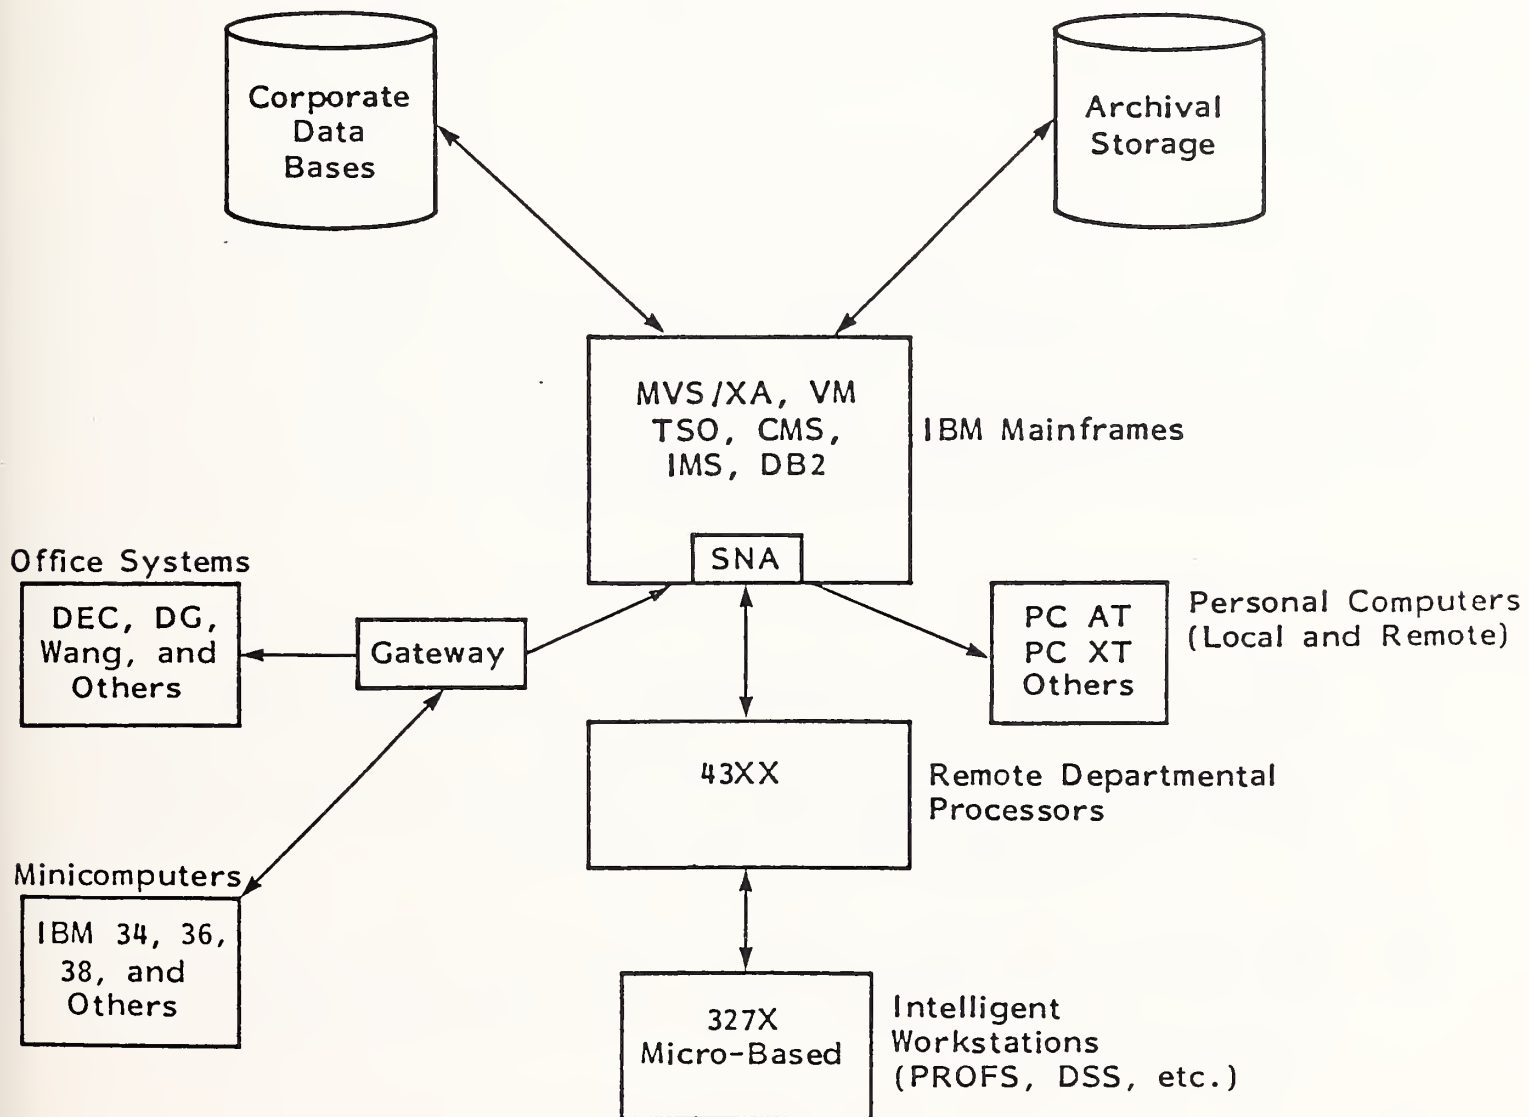 Corporate
Data
Bases
Archival
Storage
MVS/XA, VM
TSO, CMS,
IMS, DB2
IBM Mainframes
SNA
Office Systems
DEC, DG,
Wang, and
Others
Gateway
PC AT
PC XT
Others
Personal Computers
(Local and Remote)
43XX
Remote Departmental
Processors
Minicomputers
IBM 34, 36,
38, and
Others
327X
Micro-Based
Intelligent
Workstations
(PROFS, DSS, etc.)